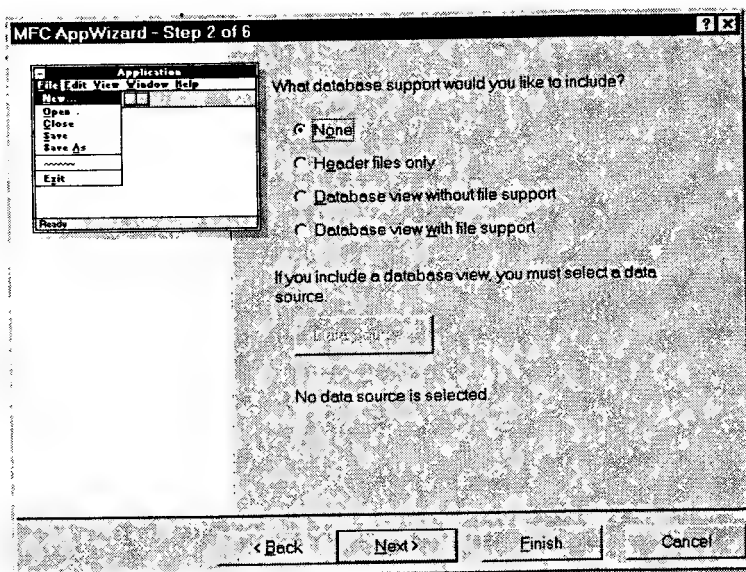 MFC AppWizard - Step 2 of 6
Application
File Edit View Window Help
New...
Open .
Close
Save
Save As
Exit
Ready
What database support would you like to include?
None
Header files only
Database view without file support
Database view with file support
If you include a database view, you must select a data
source.
No data source is selected.
< Back
Next >
Finish
Cancel